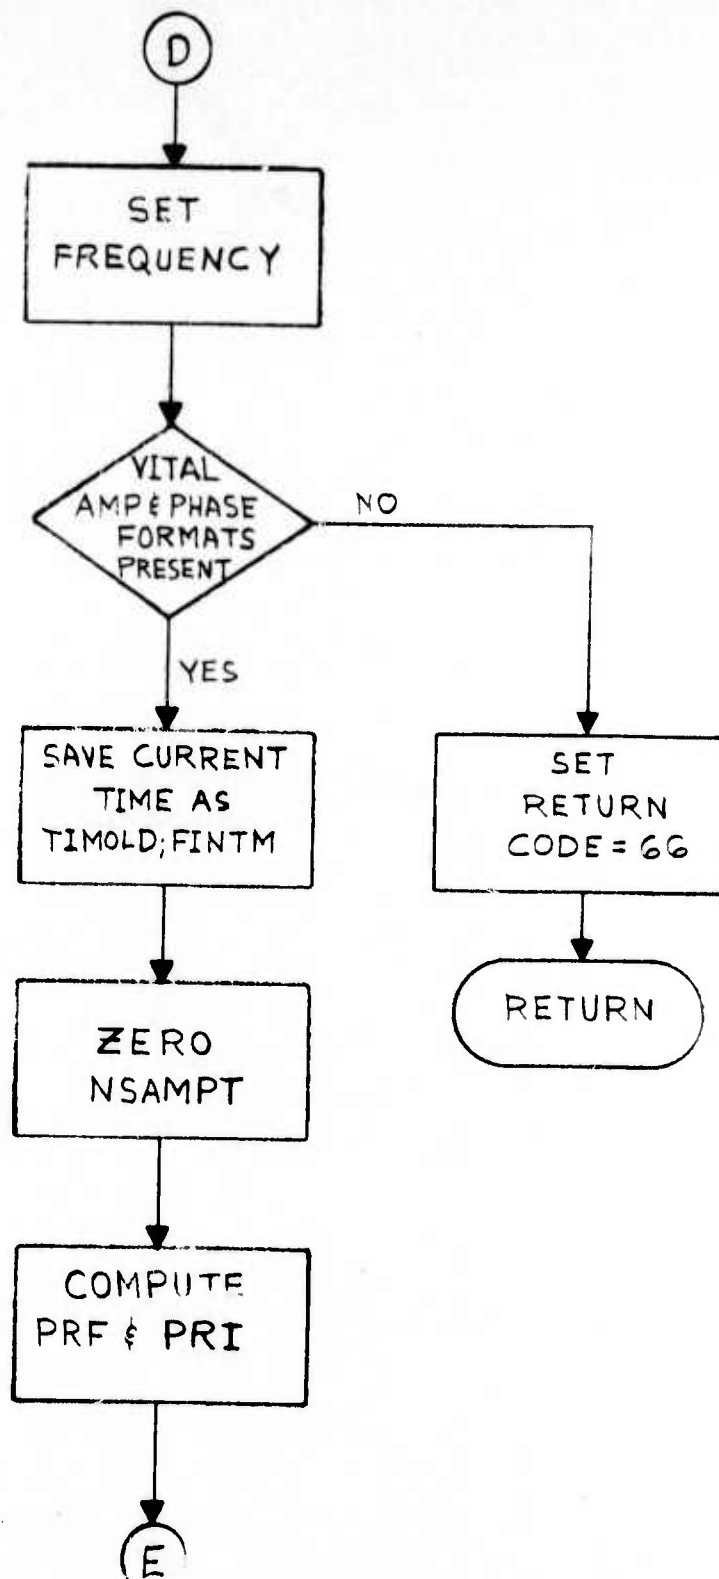 D
SET
FREQUENCY
VITAL
AMP & PHASE
FORMATS
PRESENT
NO
YES
SAVE CURRENT
TIME AS
TIMOLD; FINTM
SET
RETURN
CODE = 66
ZERO
NSAMPT
RETURN
COMPUTE
PRF & PRI
E